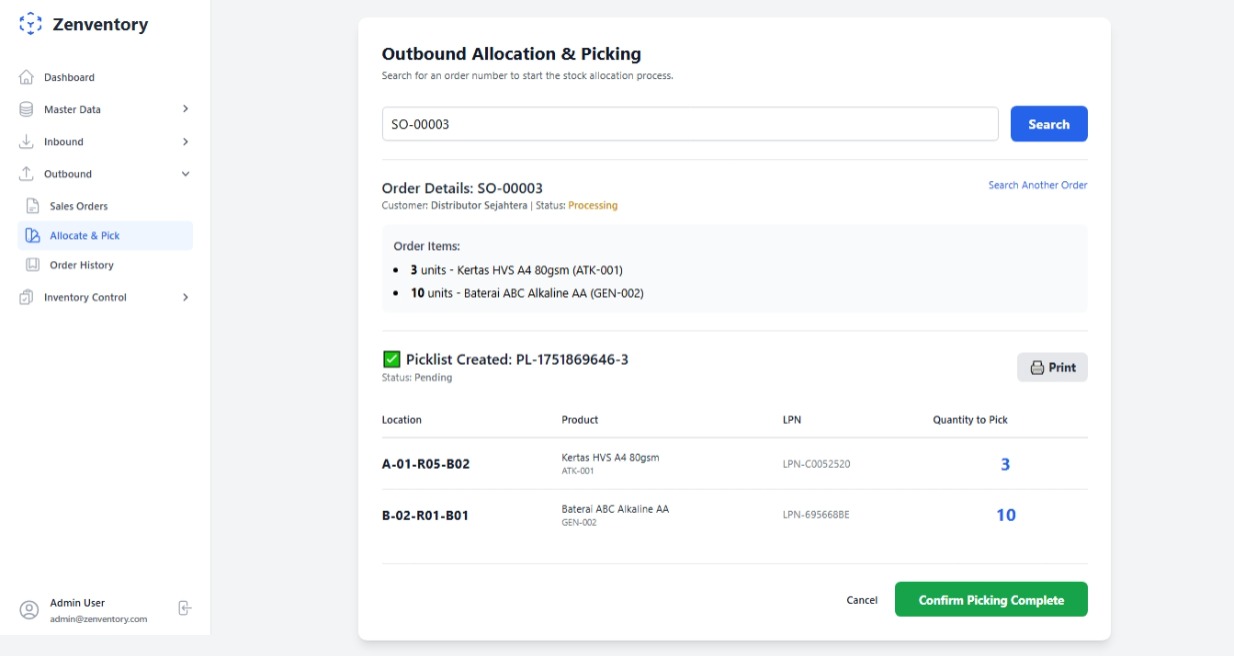 Zenventory
Dashboard
Master Data
Inbound
Outbound
Sales Orders
Allocate & Pick
Order History
Inventory Control
Admin User
admin@zenventory.com
Outbound Allocation & Picking
Search for an order number to start the stock allocation process.
SO-00003
Search
Order Details: SO-00003
Search Another Order
Customer: Distributor Sejahtera | Status: Processing
Order Items:
• 3 units - Kertas HVS A4 80gsm (ATK-001)
• 10 units - Baterai ABC Alkaline AA (GEN-002)
Picklist Created: PL-1751869646-3
Status: Pending
Print
Location Product LPN Quantity to Pick
A-01-R05-B02 Kertas HVS A4 80gsm LPN-C0052520 3
ATK-001
B-02-R01-B01 Baterai ABC Alkaline AA LPN-695668BE 10
GEN-002
Cancel
Confirm Picking Complete